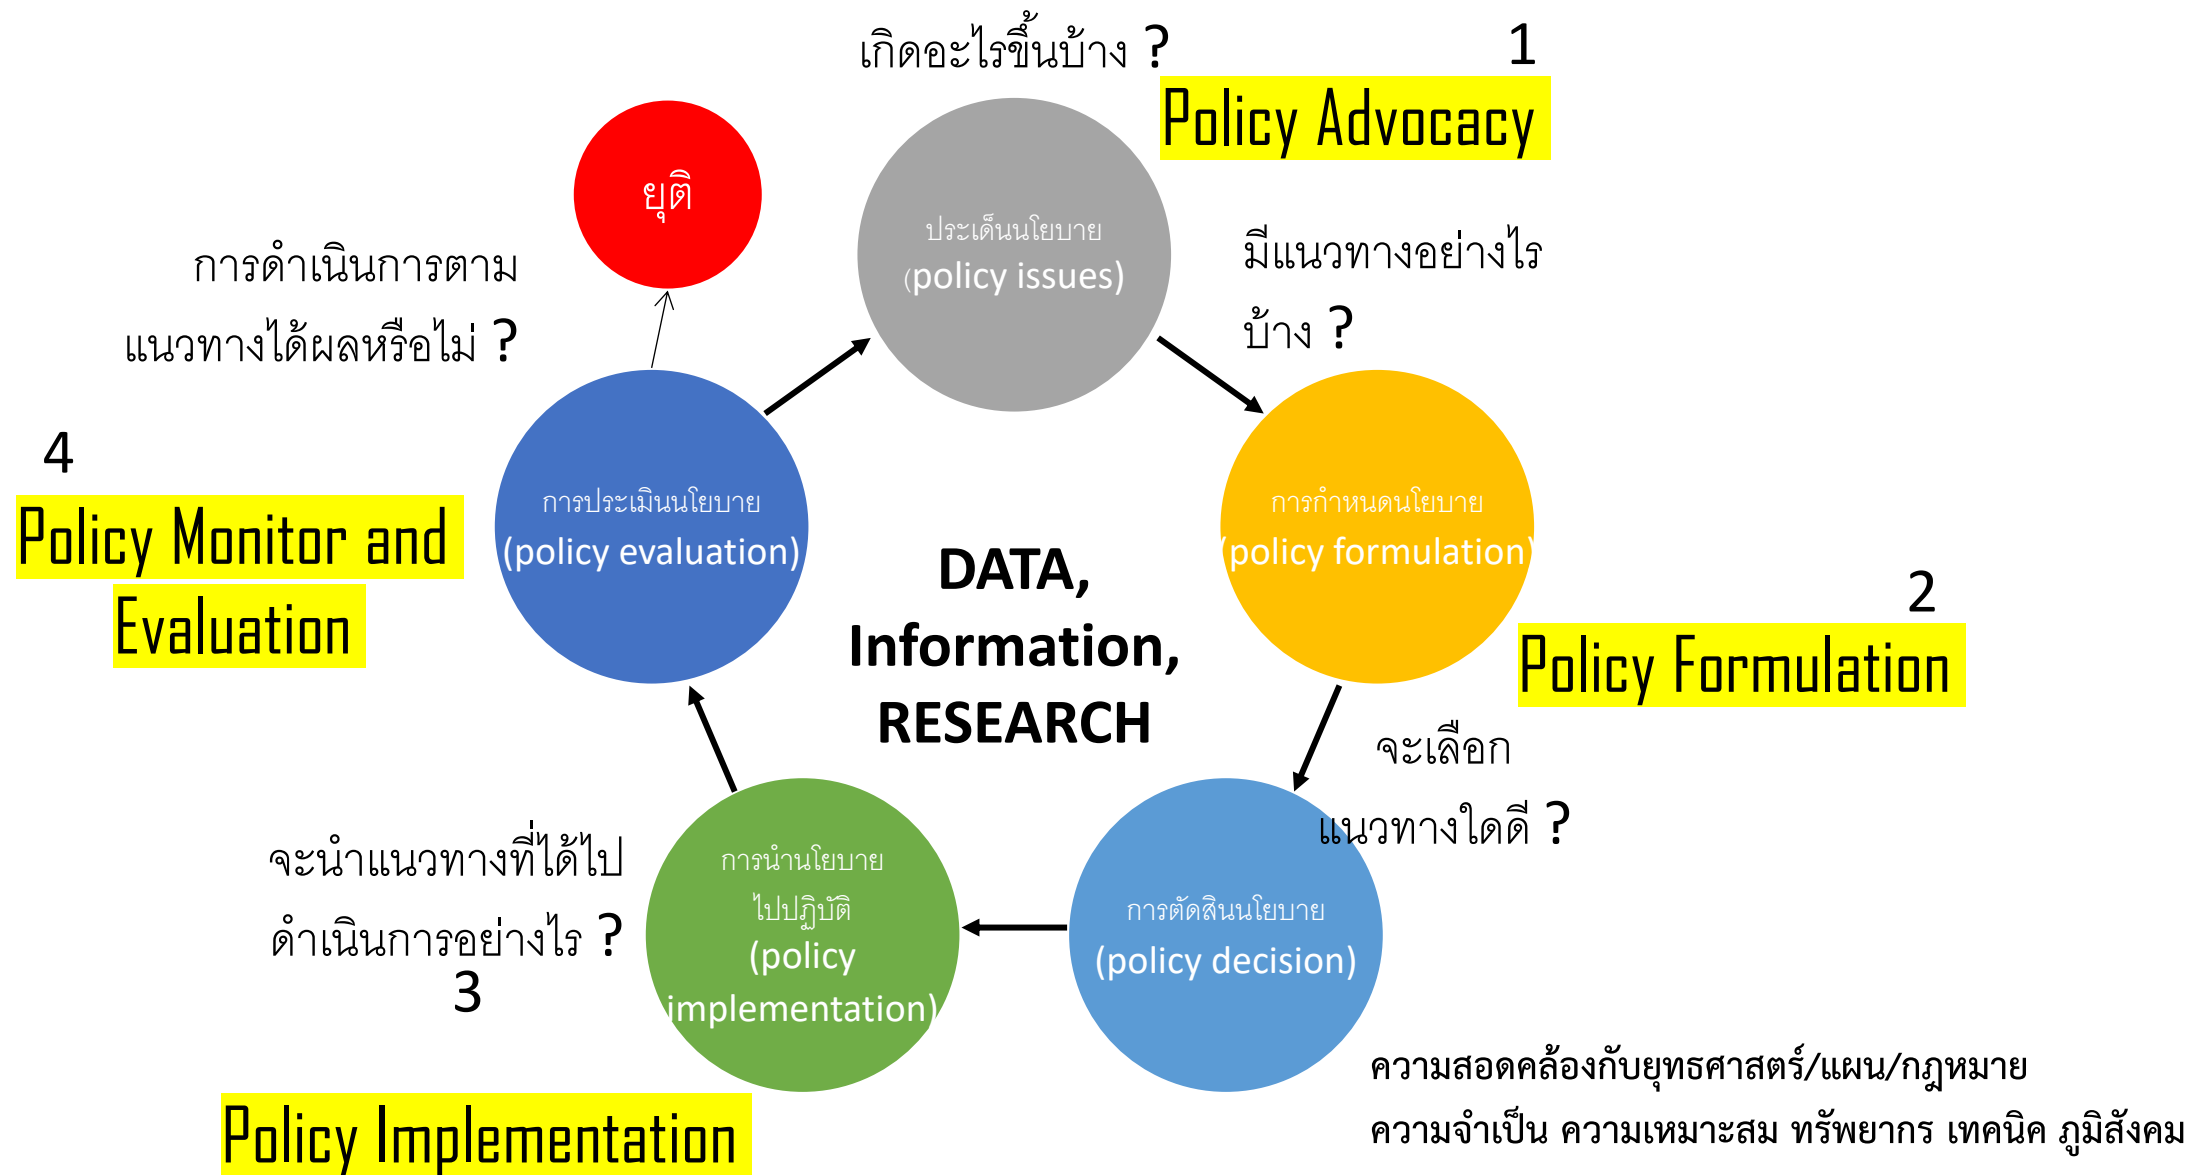 เกิดอะไรขึ้นบ้าง ?
1
Policy Advocacy
ยุติ
ประเด็นนโยบาย
(policy issues)
มีแนวทางอย่างไร
บ้าง ?
การดำเนินการตาม
แนวทางได้ผลหรือไม่ ?
4
Policy Monitor and
Evaluation
การประเมินนโยบาย
(policy evaluation)
การกำหนดนโยบาย
(policy formulation)
DATA,
Information,
RESEARCH
2
Policy Formulation
จะเลือก
แนวทางใดดี ?
จะนำแนวทางที่ได้ไป
ดำเนินการอย่างไร ?
3
การนำนโยบาย
ไปปฏิบัติ
(policy
implementation)
การตัดสินนโยบาย
(policy decision)
Policy Implementation
ความสอดคล้องกับยุทธศาสตร์/แผน/กฎหมาย
ความจำเป็น ความเหมาะสม ทรัพยากร เทคนิค ภูมิสังคม